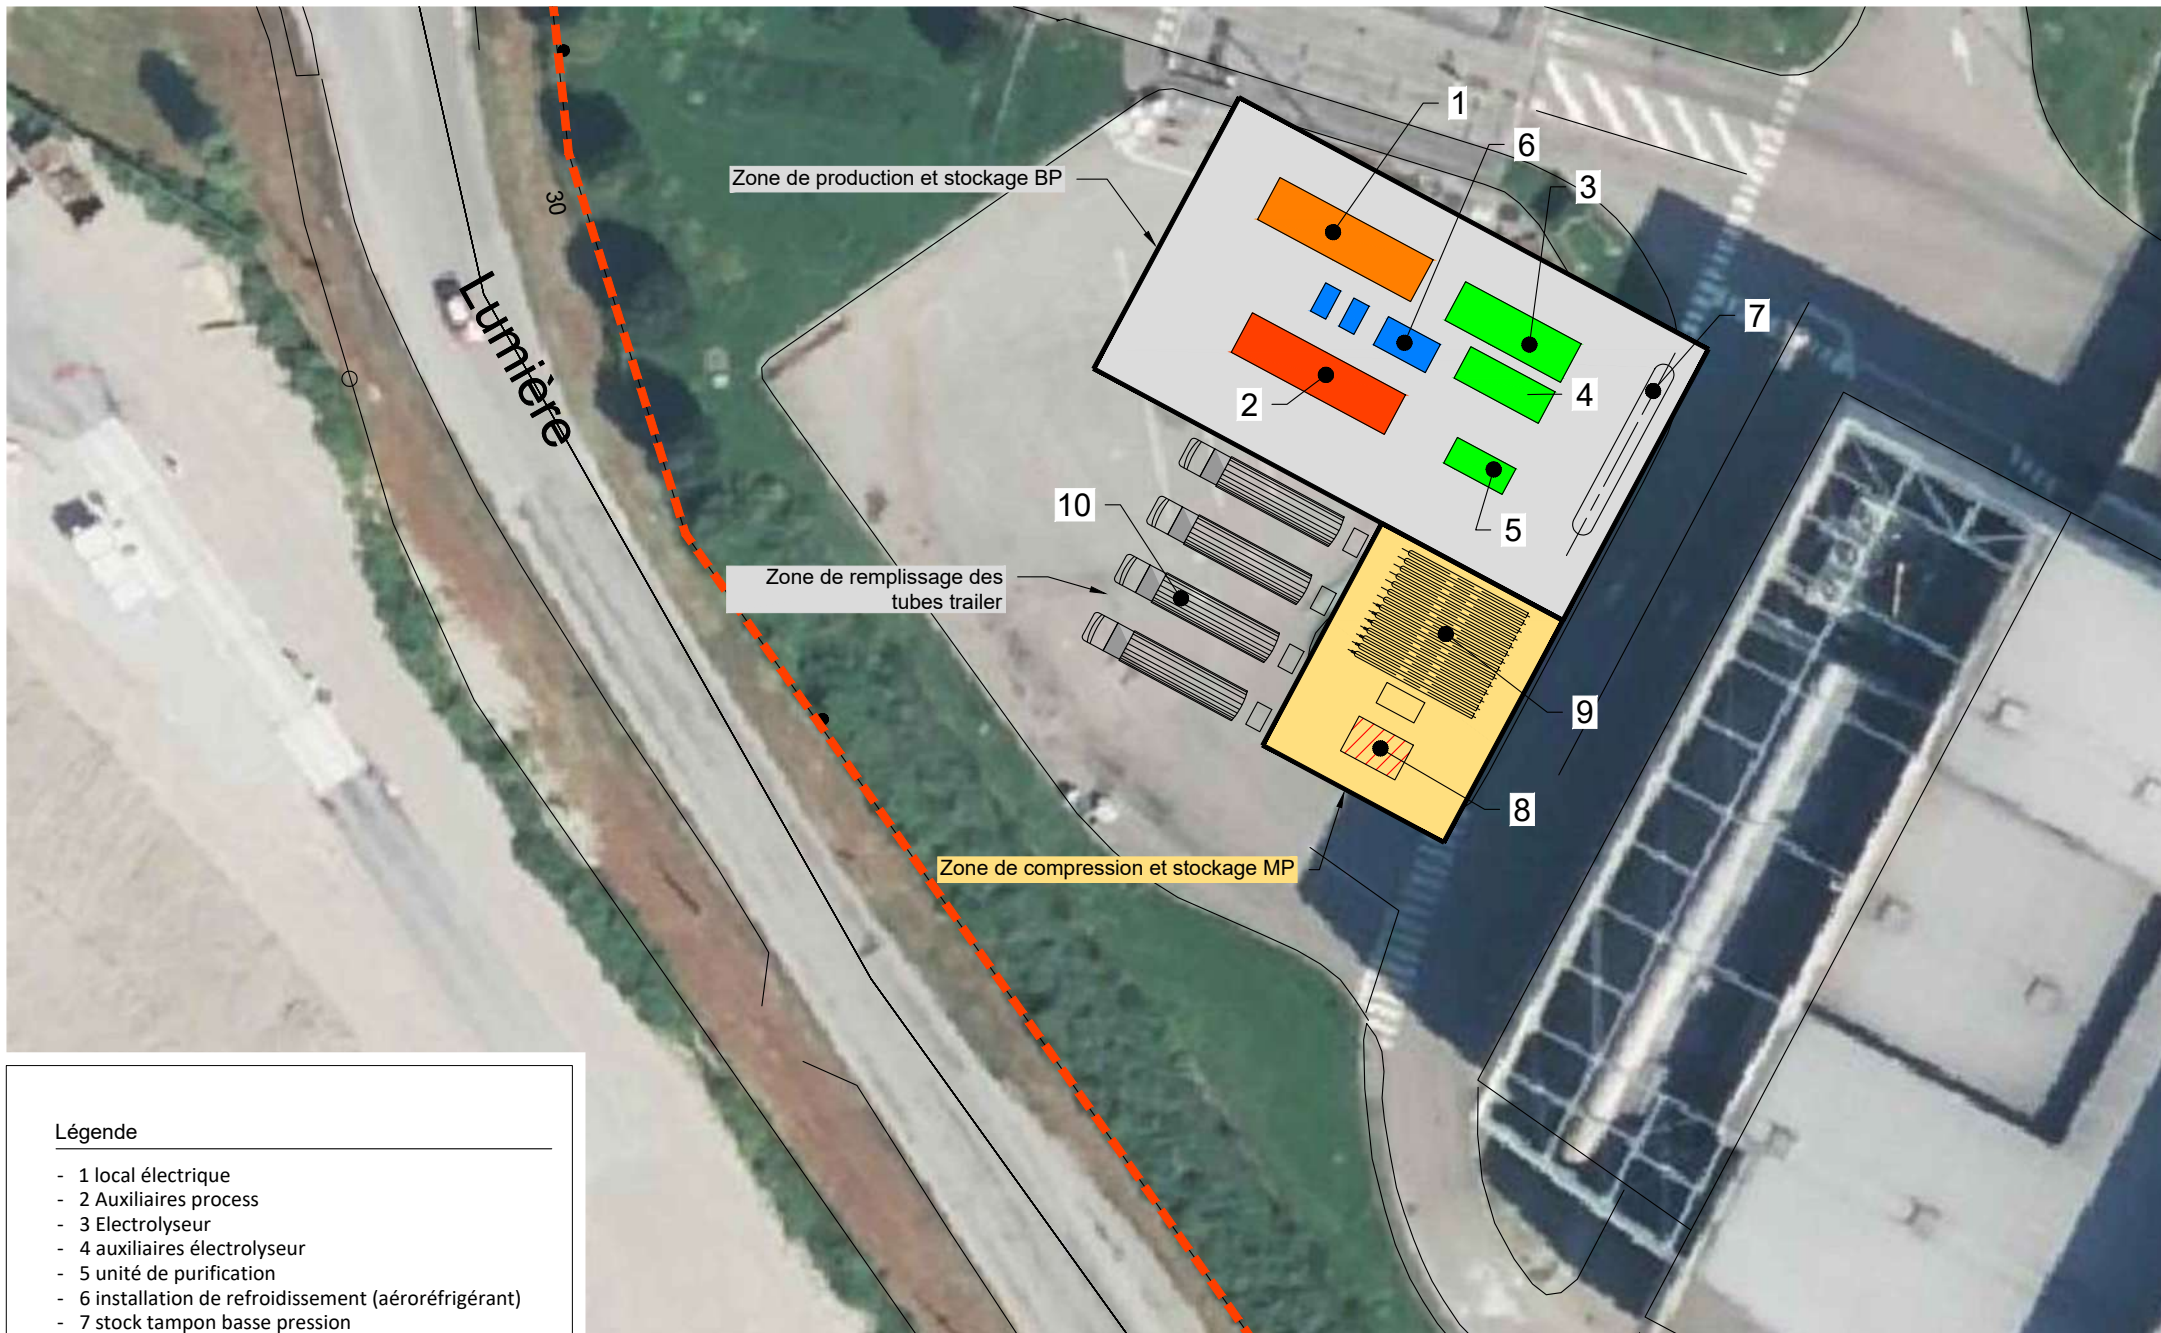 1
6
Zone de production et stockage BP
3
30
7
Lumière
4
2
10
5
Zone de remplissage des
tubes trailer
9
8
Zone de compression et stockage MP
Légende
- 1 local électrique
- 2 Auxiliaires process
- 3 Electrolyseur
- 4 auxiliaires électrolyseur
- 5 unité de purification
- 6 installation de refroidissement (aéroréfrigérant)
- 7 stock tampon basse pression